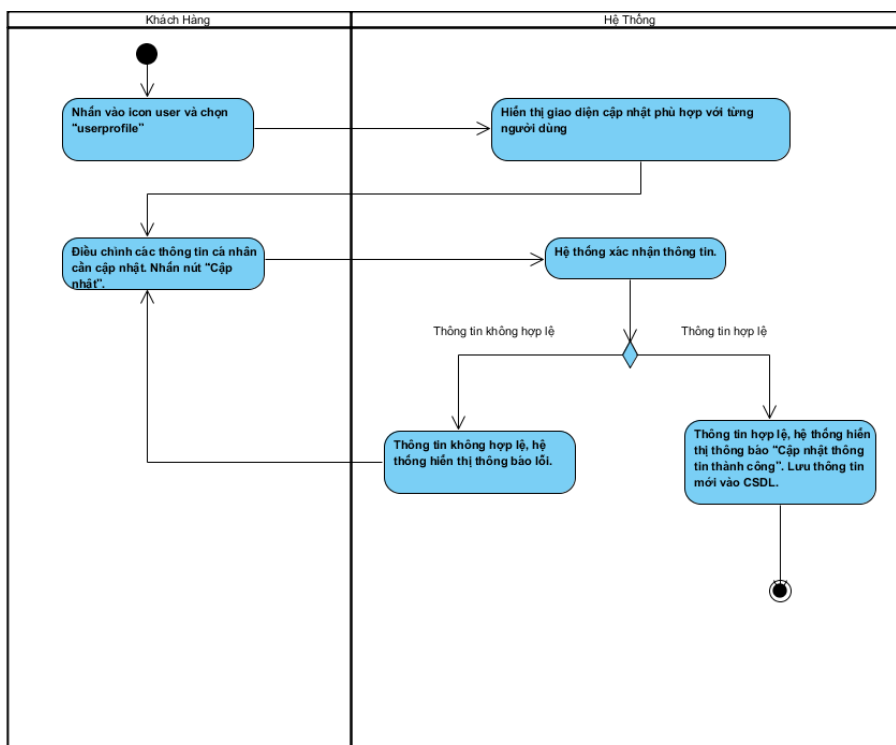 Khách Hàng
Hệ Thống
Nhấn vào icon user và chọn
"userprofile"
Hiển thị giao diện cập nhật phù hợp với từng
người dùng
Điều chỉnh các thông tin cá nhân
cần cập nhật. Nhấn nút "Cập
nhật".
Hệ thống xác nhận thông tin.
Thông tin không hợp lệ
Thông tin hợp lệ
Thông tin không hợp lệ, hệ
thống hiển thị thông báo lỗi.
Thông tin hợp lệ, hệ thống hiển
thị thông báo "Cập nhật thông
tin thành công". Lưu thông tin
mới vào CSDL.